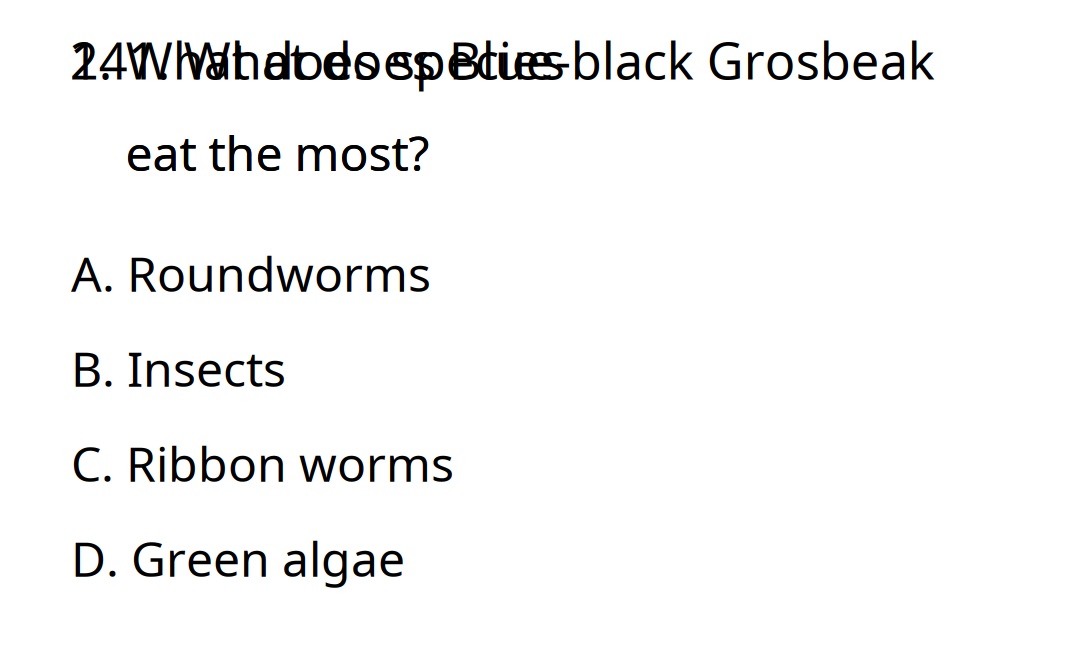 Blue-black Grosbeak
eat the most?
A. Roundworms
B. Insects
C. Ribbon worms
D. Green algae